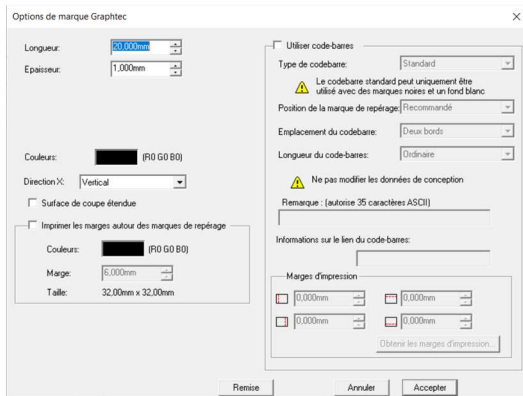 Options de marque Graphtec
Longueur: 20,000mm
Epaisseur: 1,000mm
Couleurs: (R0 G0 B0)
Direction X: Vertical
Surface de coupe étendue
Imprimer les marges autour des marques de repérage
Couleurs: (R0 G0 B0)
Marge: 6,000mm
Taille: 32,00mm x 32,00mm
Utiliser code-barres
Type de codebarre: Standard
Le codebarre standard peut uniquement être
utilisé avec des marques noires et un fond blanc
Position de la marque de repérage: Recommandé
Emplacement du codebarre: Deux bords
Longueur du code-barres: Ordinaire
Ne pas modifier les données de conception
Remarque : (autorise 35 caractères ASCII)
Informations sur le lien du code-barres:
Marges d'impression
0,000mm 0,000mm
0,000mm 0,000mm
Obtenir les marges d'impression...
Remise Annuler Accepter